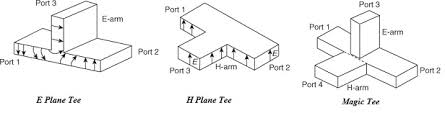 Port 3
E-arm
Port 1
Port 2
E Plane Tee
Port 1
E
E
Port 3
H-arm
Port 2
H Plane Tee
Port 3
Port 1
E-arm
Port 4
H-arm
Port 2
Magic Tee